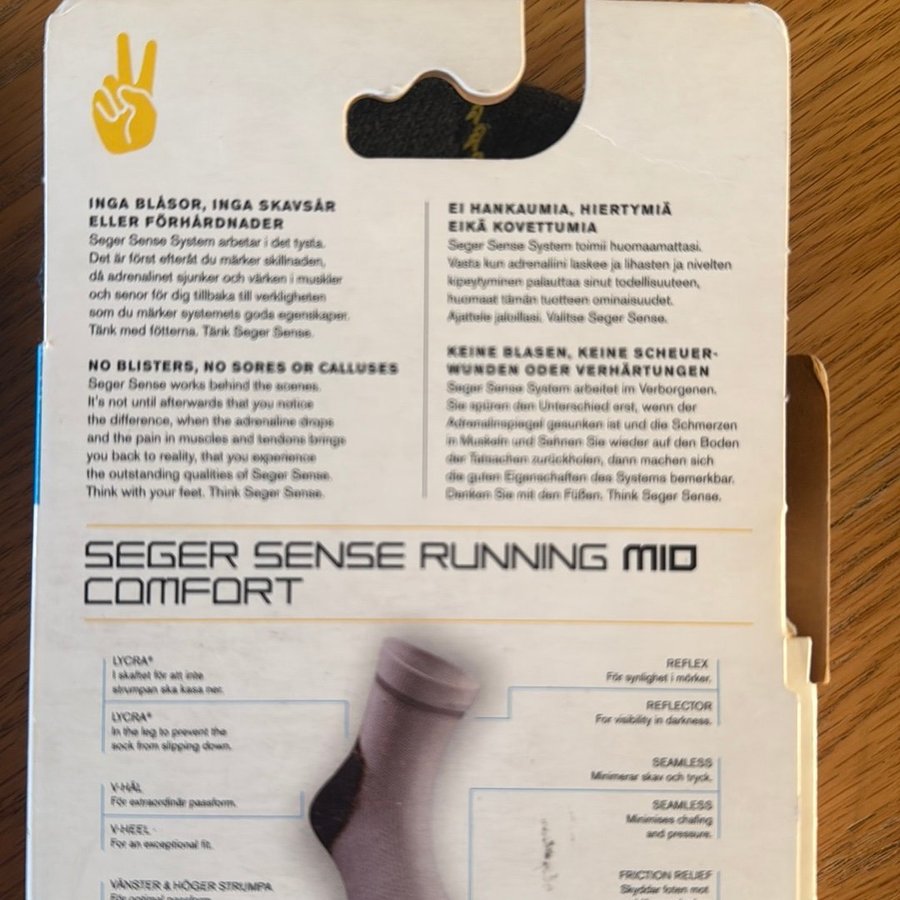 INGA BLÅSOR, INGA SKAVSÅR
ELLER FÖRHÅRDNADER
Seger Sense System arbetar i det tysta.
Det är först efteråt du märker skillnaden,
då adrenalinet sjunker och värken i muskler
och senor för dig tillbaka till verkligheten
som du märker systemets goda egenskaper.
Tänk med fötterna. Tänk Seger Sense.
NO BLISTERS, NO SORES OR CALLUSES
Seger Sense works behind the scenes.
It's not until afterwards that you notice
the difference, when the adrenaline drops
and the pain in muscles and tendons brings
you back to reality, that you experience
the outstanding qualities of Seger Sense.
Think with your feet. Think Seger Sense.
EI HANKAUMIA, HIERTYMIÄ
EIKÄ KOVETTUMIA
Seger Sense System toimii huomaamattasi.
Vasta kun adrenaliini laskee ja lihasten ja nivelten
kipeytyminen palauttaa sinut todellisuuteen,
huomaat tämän tuotteen ominaisuudet.
Ajattele jaloillasi. Valitse Seger Sense.
KEINE BLASEN, KEINE SCHEUER-
WUNDEN ODER VERHÄRTUNGEN
Seger Sense System arbeitet im Verborgenen.
Sie spüren den Unterschied erst, wenn der
Adrenalinspiegel gesunken ist und die Schmerzen
in Muskeln und Sehnen Sie wieder auf den Boden
der Tatsachen zurückholen, dann machen sich
die guten Eigenschaften des Systems bemerkbar.
Denken Sie mit den Füßen. Think Seger Sense.
SEGER SENSE RUNNING MID
COMFORT
LYCRA®
I skaftet för att inte
strumpan ska kasa ner.
LYCRA®
In the leg to prevent the
sock from slipping down.
V-HÄL
För extraordinär passform.
V-HEEL
For an exceptional fit.
VÄNSTER & HÖGER STRUMPA
För optimal passform.
REFLEX
För synlighet i mörker.
REFLECTOR
For visibility in darkness.
SEAMLESS
Minimerar skav och tryck.
SEAMLESS
Minimises chafing
and pressure.
FRICTION RELIEF
Skyddar foten mot